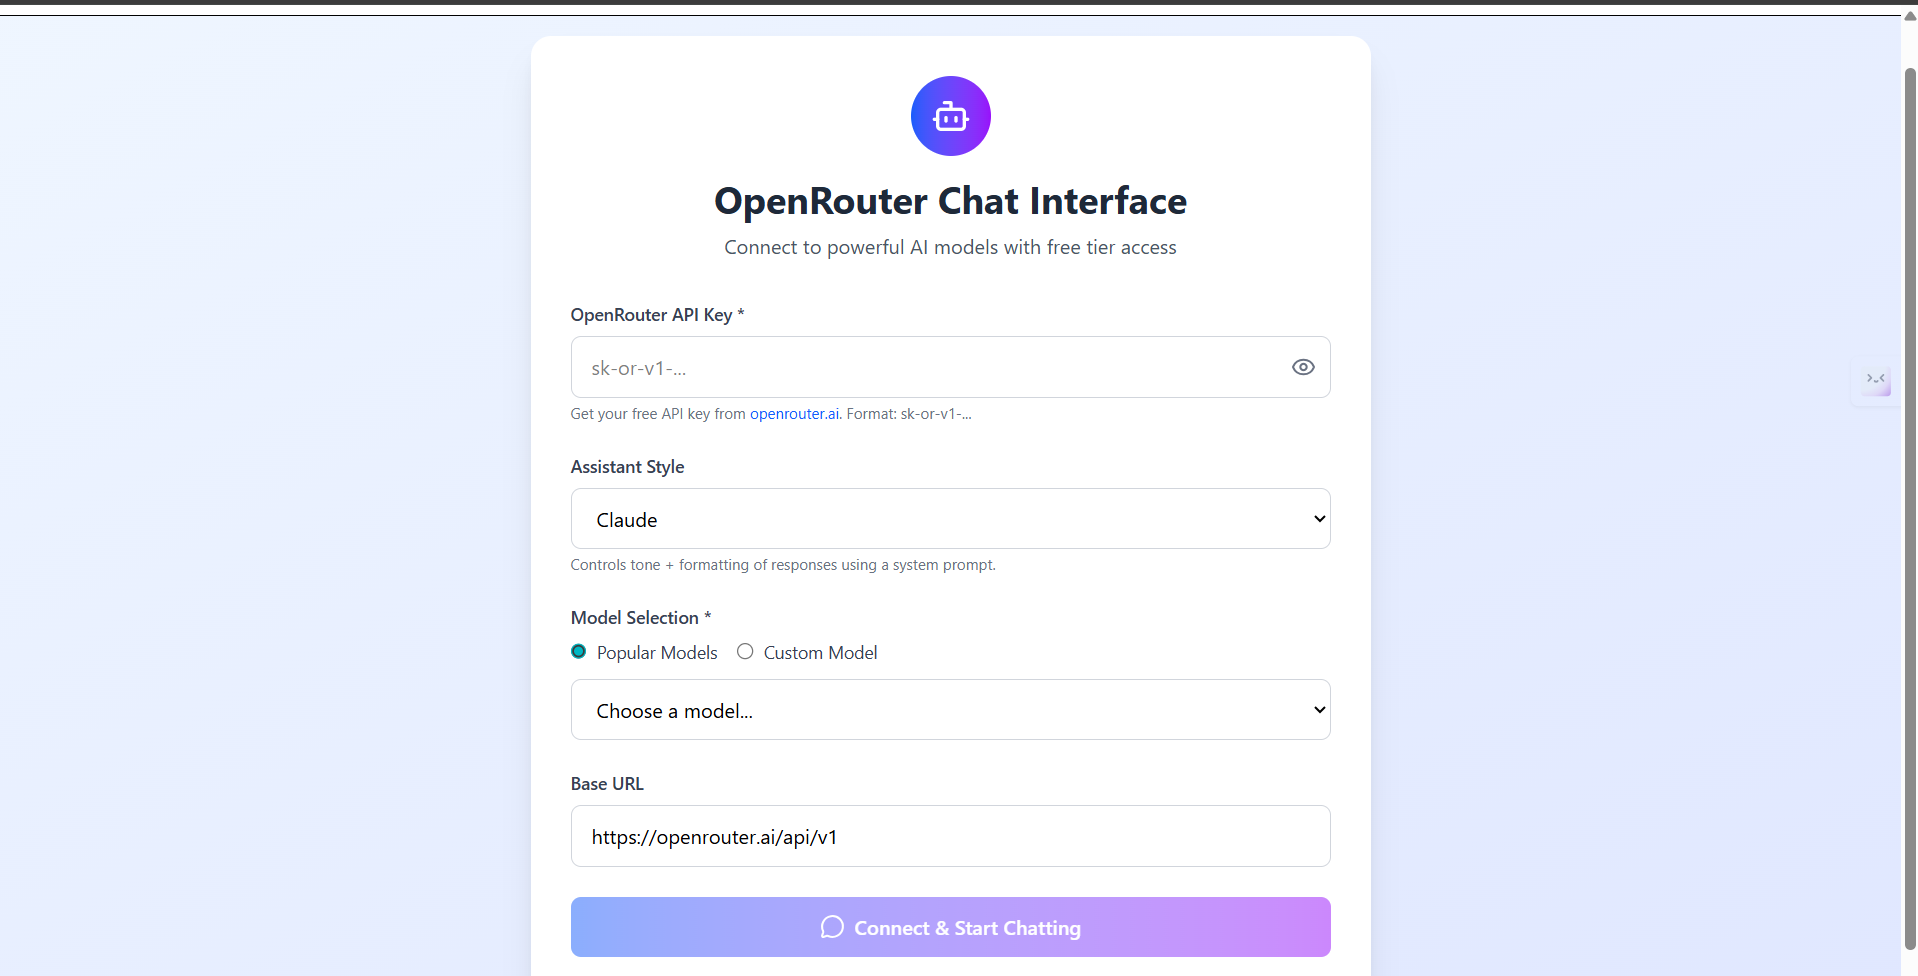 OpenRouter Chat Interface
Connect to powerful AI models with free tier access
OpenRouter API Key *
sk-or-v1-...
Get your free API key from openrouter.ai. Format: sk-or-v1-...
Assistant Style
Claude
Controls tone + formatting of responses using a system prompt.
Model Selection *
Popular Models Custom Model
Choose a model...
Base URL
https://openrouter.ai/api/v1
Connect & Start Chatting